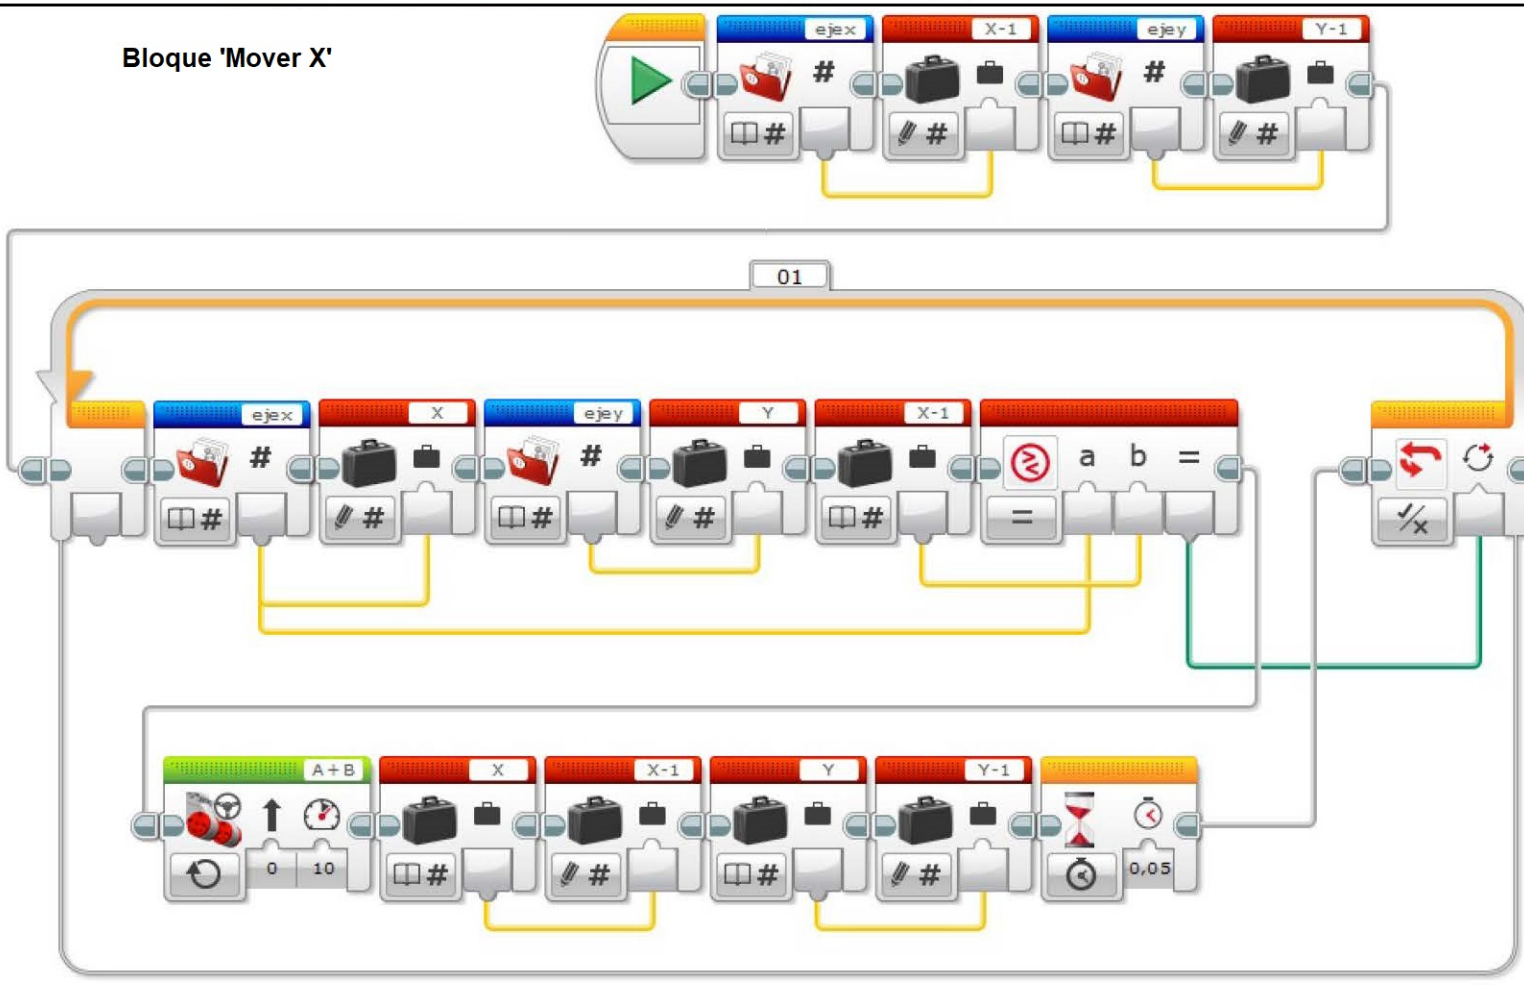 Bloque 'Mover X'
ejex X-1 ejey Y-1
# #
# # # #
01
ejex X ejey Y X-1
# # a b =
# # # # # =
A+B X X-1 Y Y-1
0 10 # # # # 0,05